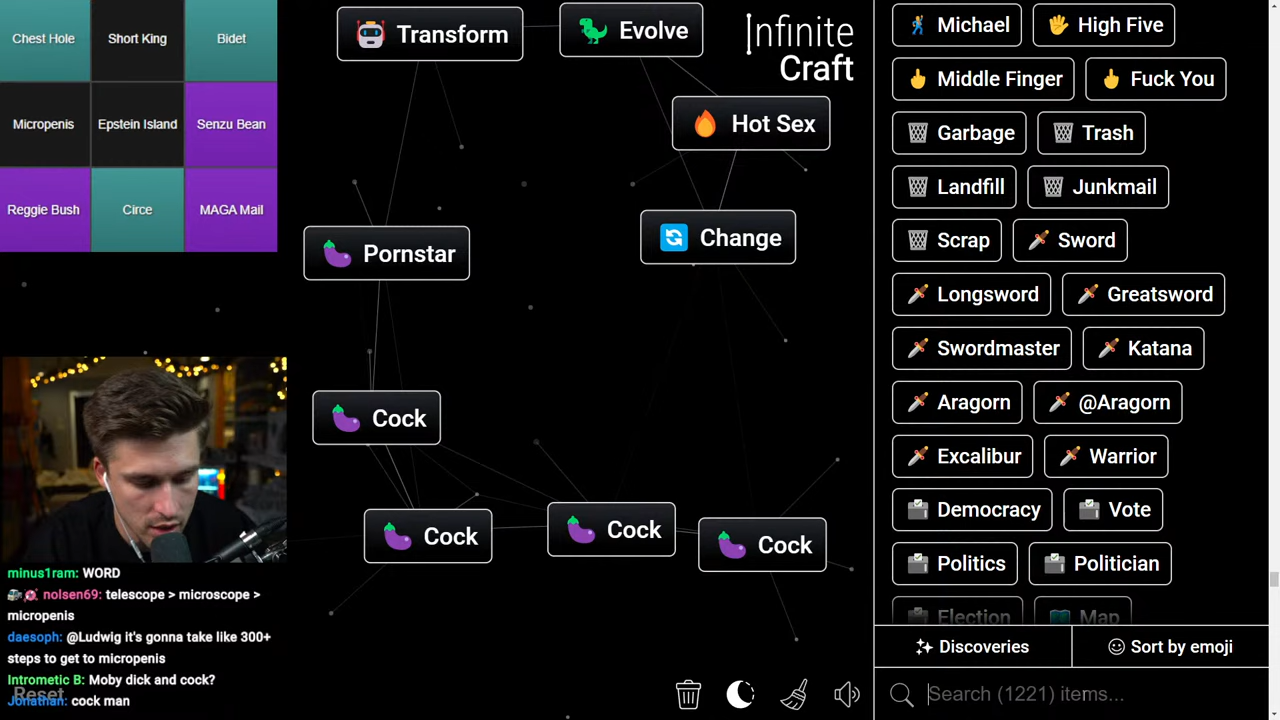 Chest Hole
Short King
Bidet
Micropenis
Epstein Island
Senzu Bean
Reggie Bush
Circe
MAGA Mail
Transform
Evolve
Infinite
Craft
Hot Sex
Pornstar
Change
Cock
Cock
Cock
Cock
minus1ram: WORD
nolsen69: telescope > microscope >
micropenis
daesoph: @Ludwig it's gonna take like 300+
steps to get to micropenis
Intrometic B: Moby dick and cock?
Jonathan: cock man
Reset
Michael
High Five
Middle Finger
Fuck You
Garbage
Trash
Landfill
Junkmail
Scrap
Sword
Longsword
Greatsword
Swordmaster
Katana
Aragorn
@Aragorn
Excalibur
Warrior
Democracy
Vote
Politics
Politician
Election
Map
Discoveries
Sort by emoji
Search (1221) items...